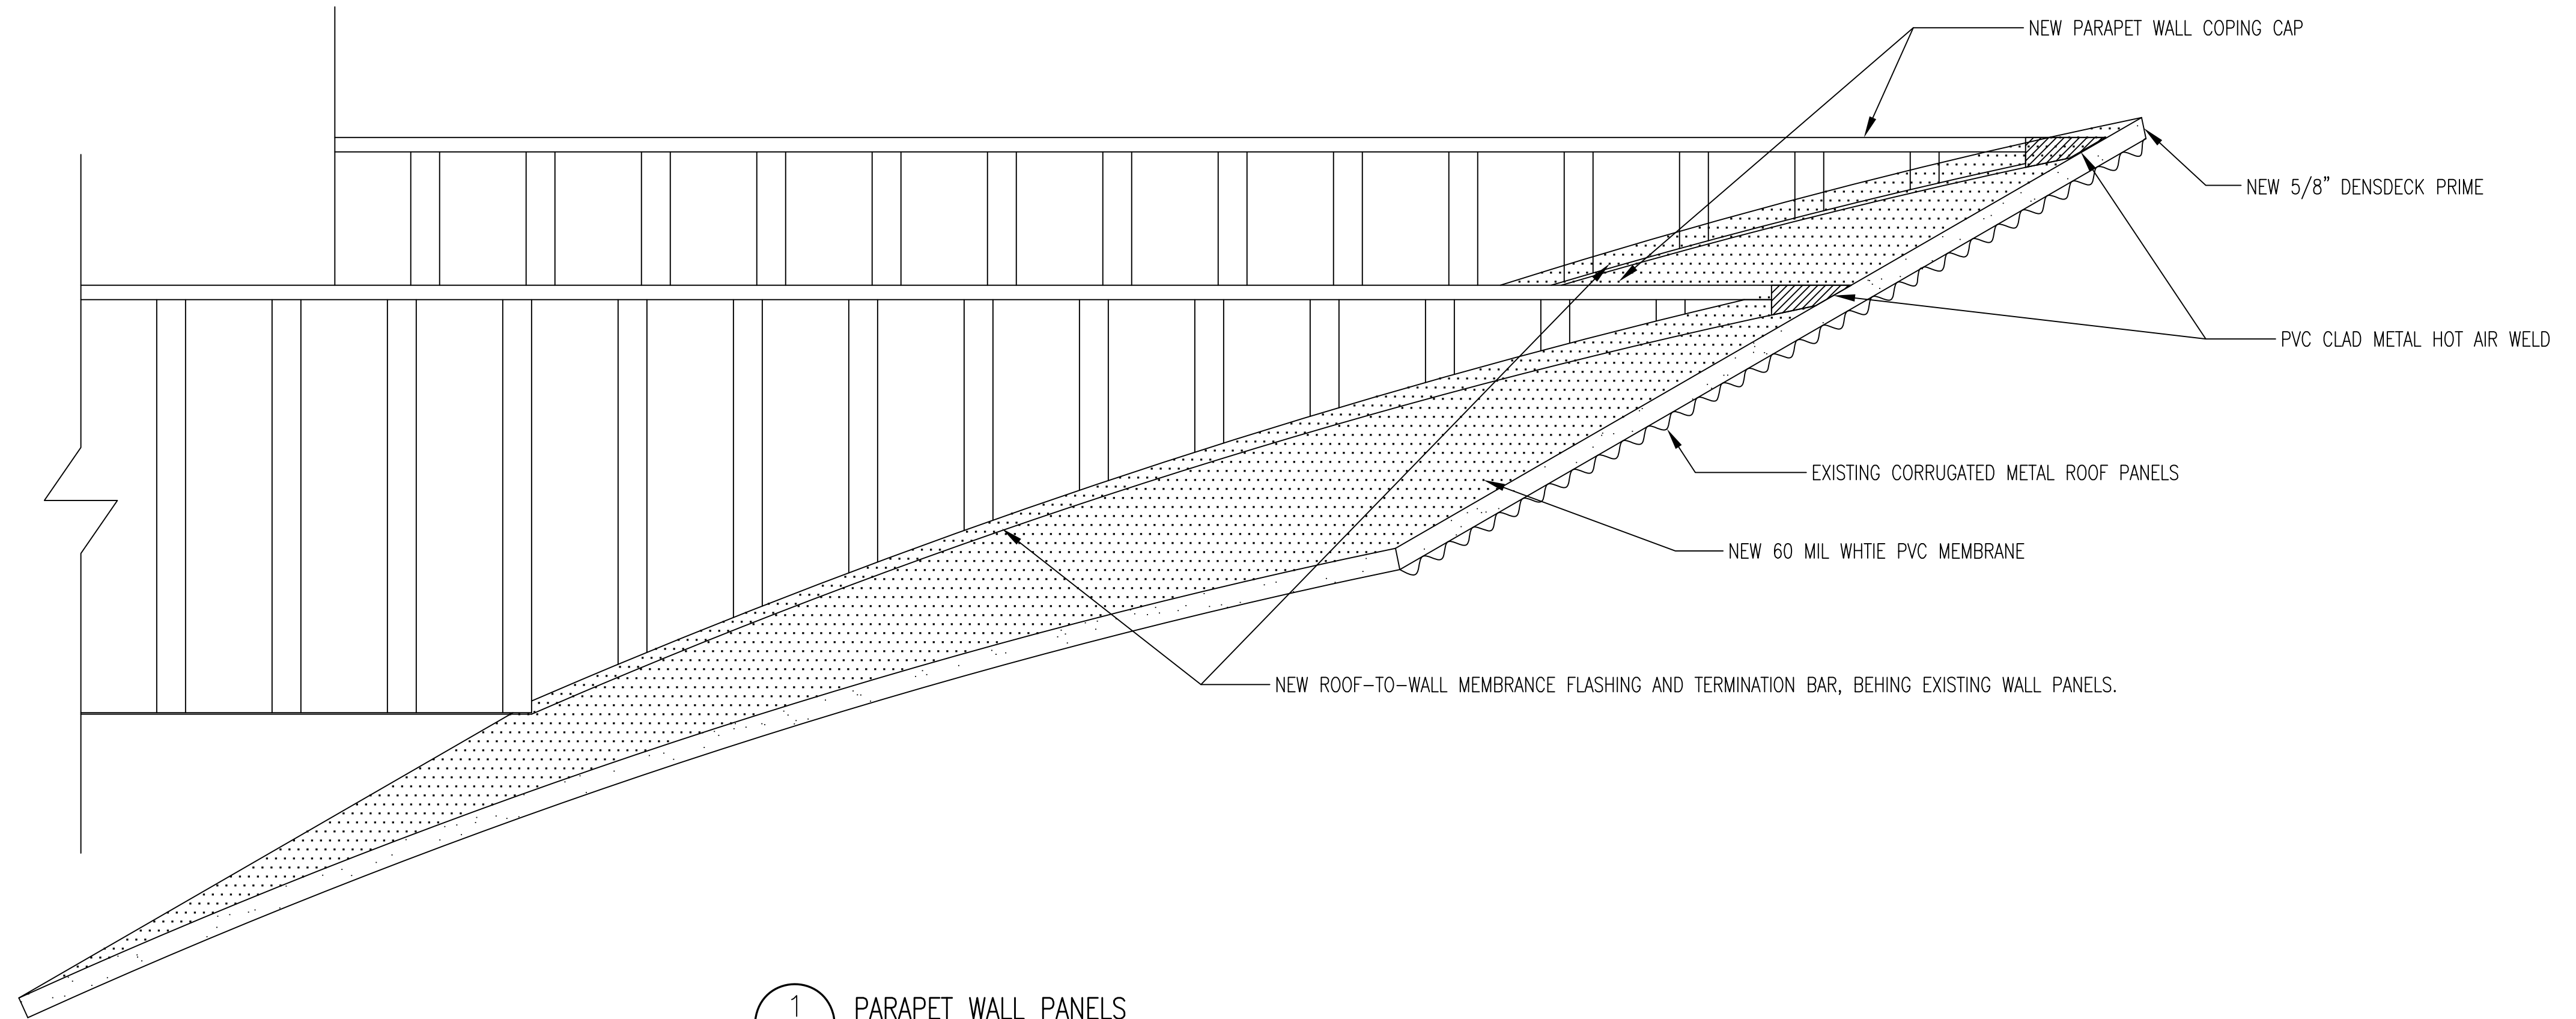 NEW PARAPET WALL COPING CAP
NEW 5/8" DENSDECK PRIME
PVC CLAD METAL HOT AIR WELD
EXISTING CORRUGATED METAL ROOF PANELS
NEW 60 MIL WHTIE PVC MEMBRANE
NEW ROOF-TO-WALL MEMBRANCE FLASHING AND TERMINATION BAR, BEHING EXISTING WALL PANELS.
1
PARAPET WALL PANELS